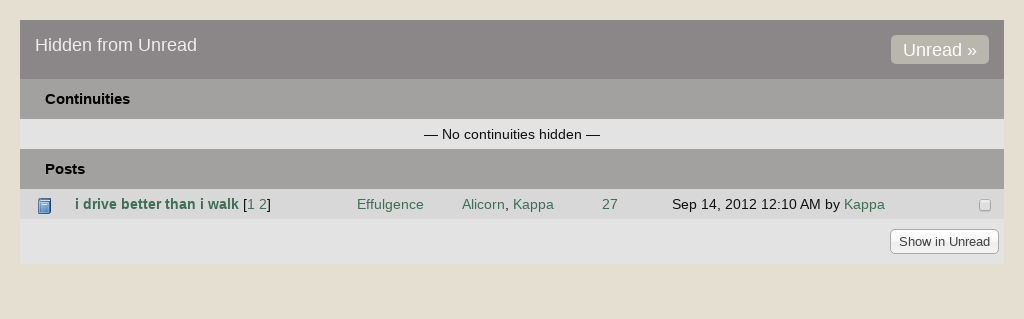 Hidden from Unread
Unread »
Continuities
— No continuities hidden —
Posts
i drive better than i walk [1 2] Effulgence Alicorn, Kappa 27 Sep 14, 2012 12:10 AM by Kappa
Show in Unread